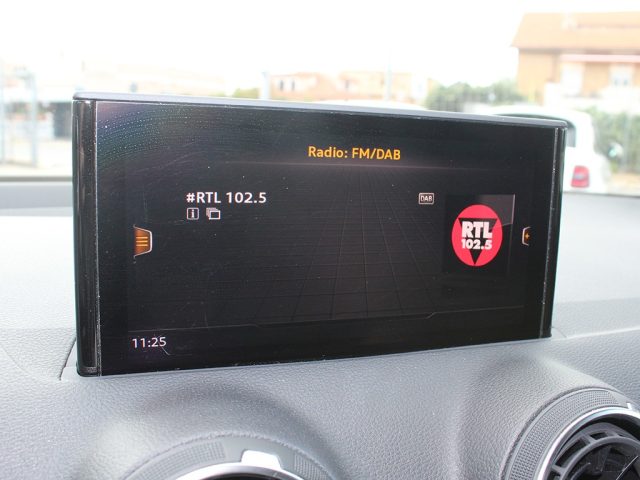 Radio: FM/DAB
#RTL 102.5
DAB
RTL
102.5
11:25